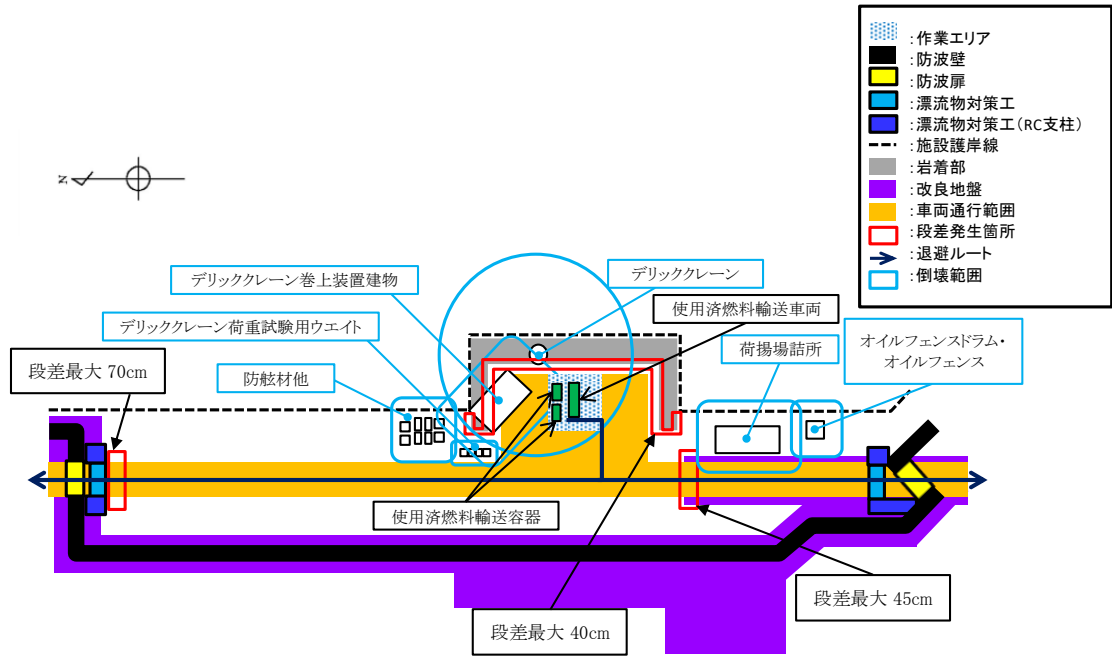 :作業エリア
:防波壁
:防波扉
:漂流物対策工
:漂流物対策工(RC支柱)
:施設護岸線
:岩着部
:改良地盤
:車両通行範囲
:段差発生箇所
:退避ルート
:倒壊範囲
N
デリッククレーン巻上装置建物
デリッククレーン
デリッククレーン荷重試験用ウエイト
使用済燃料輸送車両
オイルフェンスドラム・
オイルフェンス
荷揚場詰所
段差最大 70cm
防舷材他
使用済燃料輸送容器
段差最大 45cm
段差最大 40cm